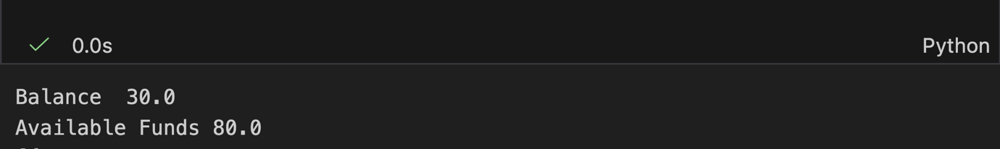 0.0s Python
Balance  30.0
Available Funds 80.0